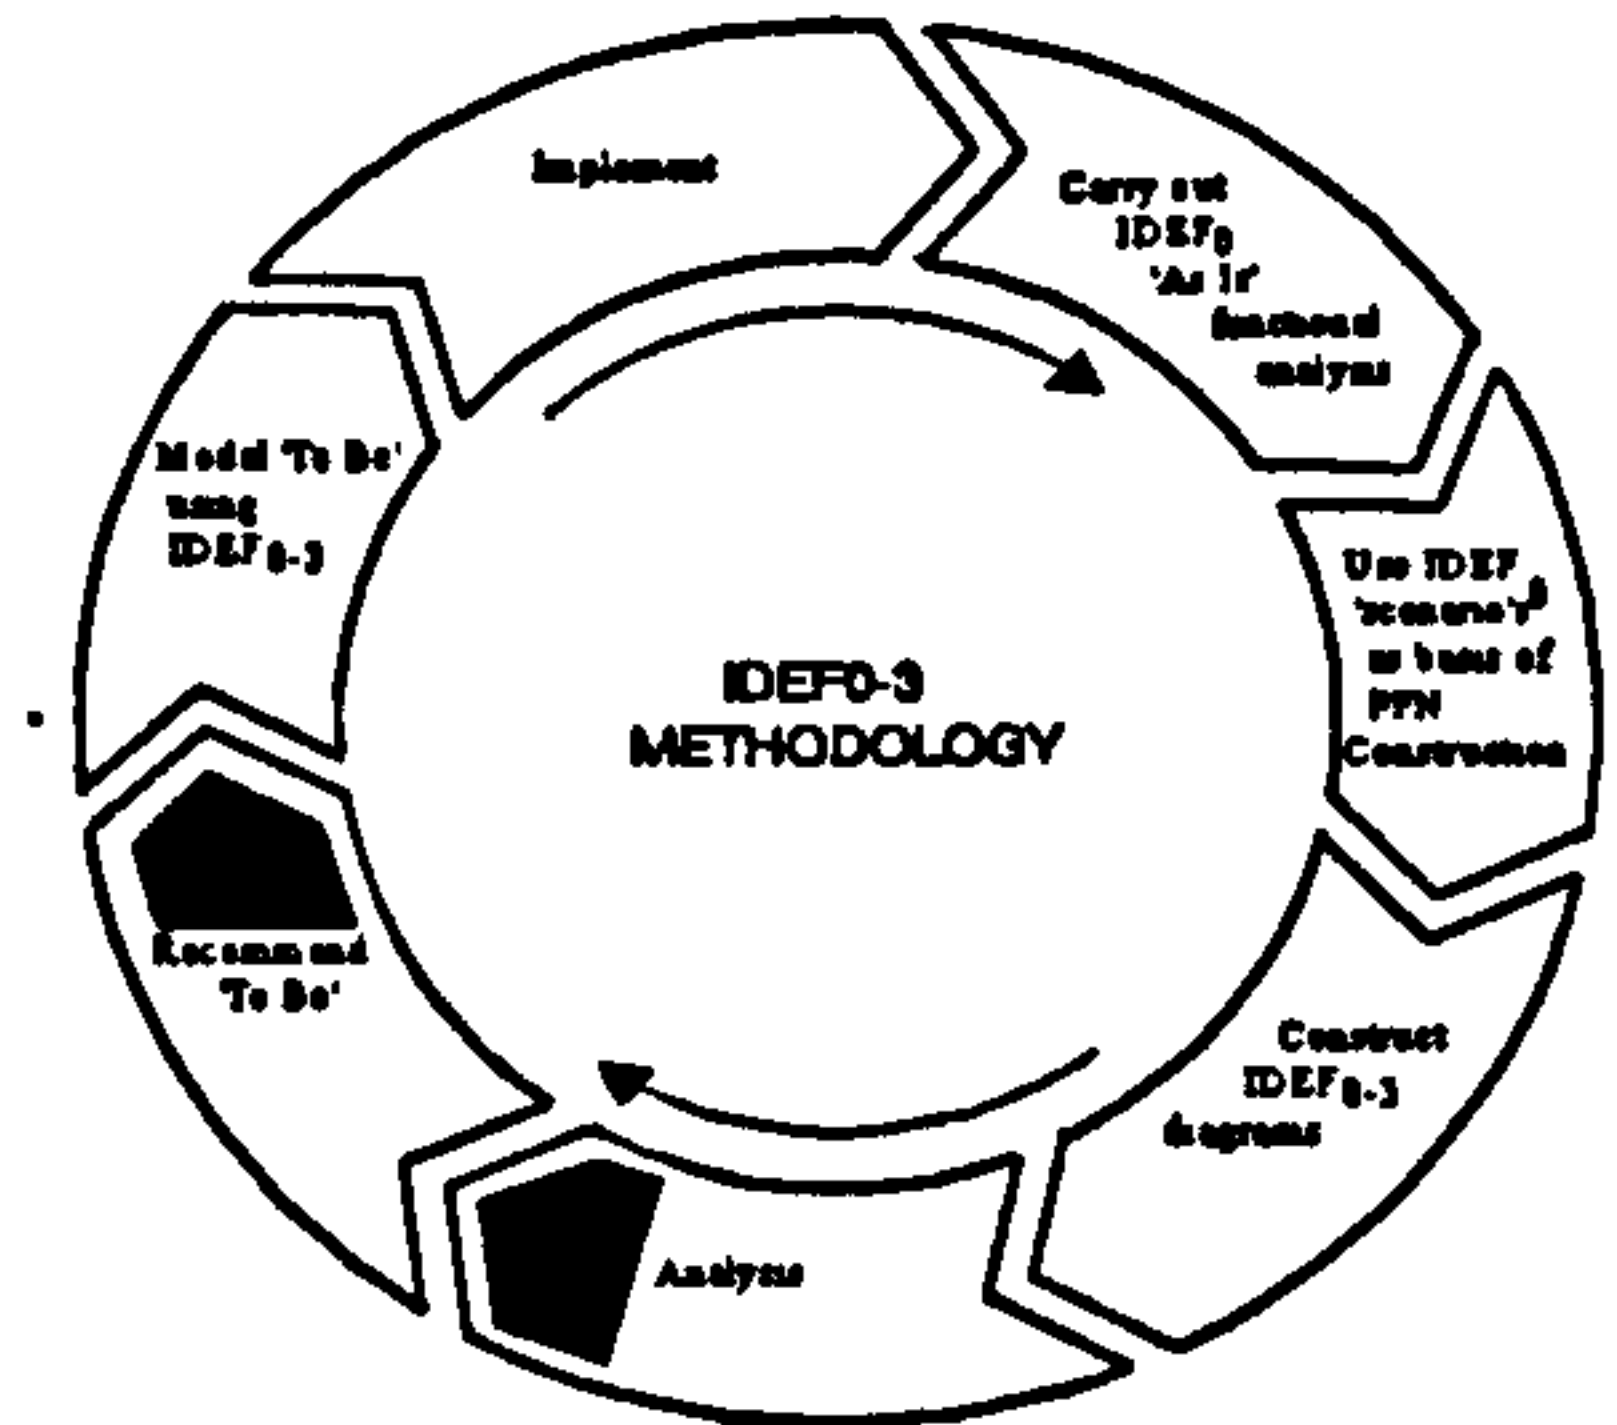 Implement
Carry out
IDEF0
'As Is'
functional
analysis
Use IDEF0
'scenario's'
as basis of
PFN
Construction
Construct
IDEF0-3
diagrams
Analysis
Recommend
'To Be'
Model 'To Be'
using
IDEF0-3
IDEF0-3
METHODOLOGY